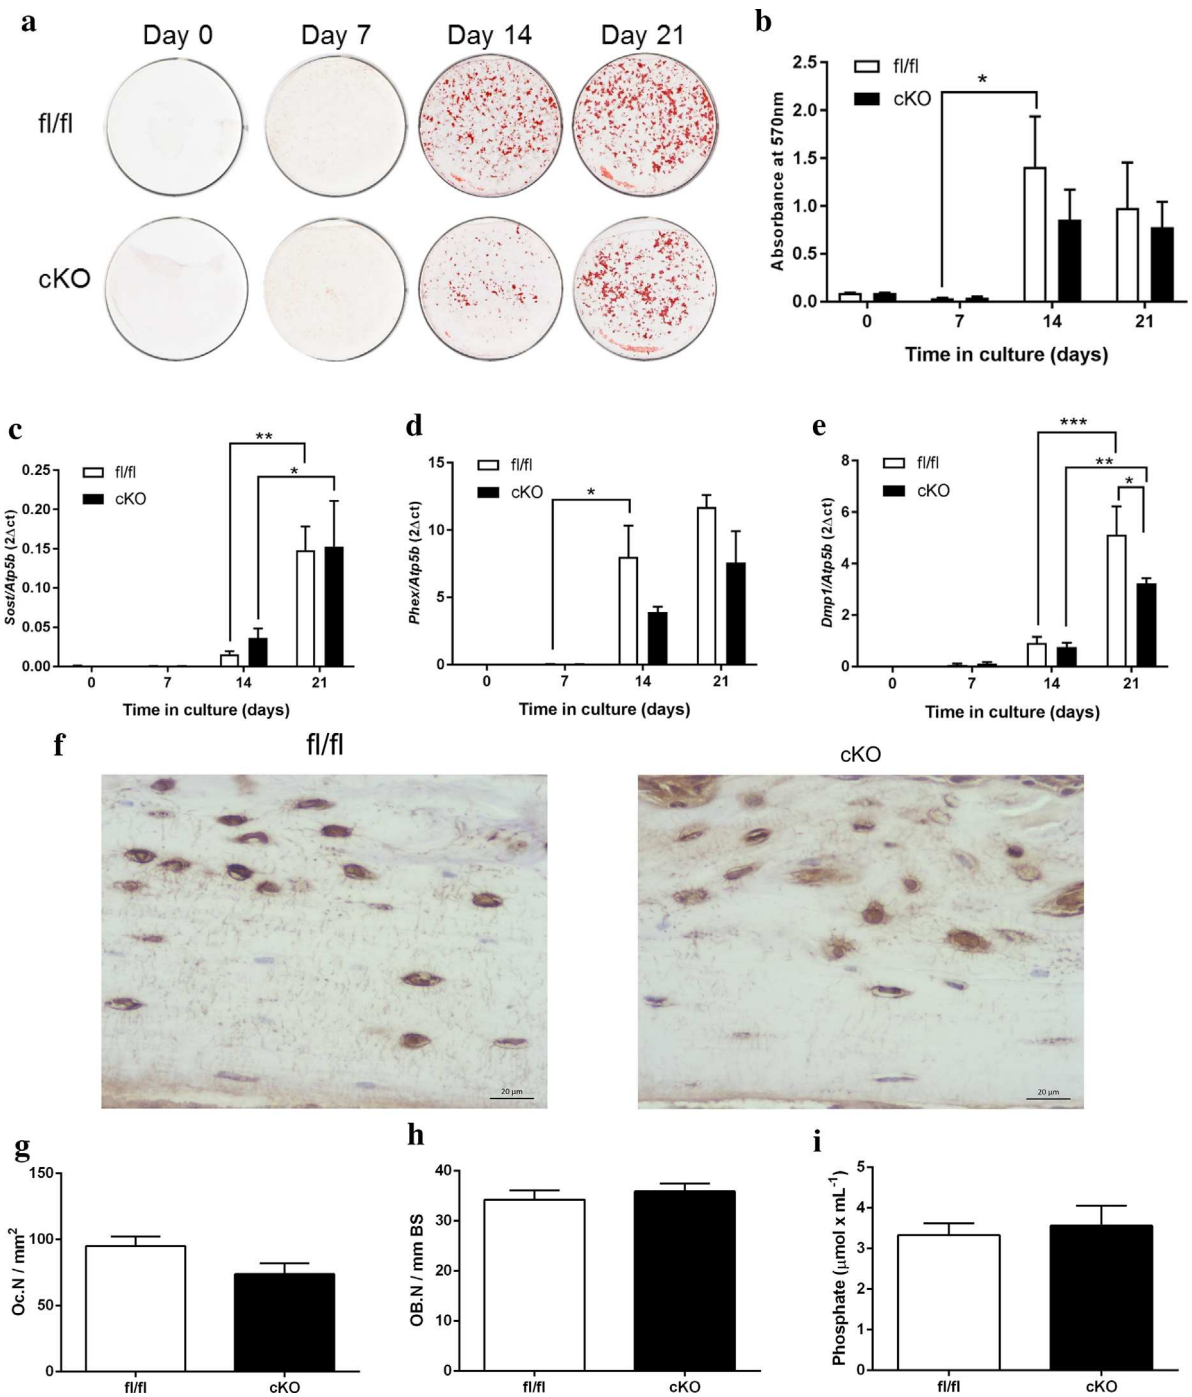 a
Day 0 Day 7 Day 14 Day 21
fl/fl
cKO
b
fl/fl
cKO
*
Absorbance at 570nm
2.5
2.0
1.5
1.0
0.5
0.0
0 7 14 21
Time in culture (days)
c
**
*
fl/fl
cKO
Sost/Atp5b (2Δct)
0.25
0.20
0.15
0.10
0.05
0.00
0 7 14 21
Time in culture (days)
d
fl/fl
cKO
*
Phex/Atp5b (2Δct)
15
10
5
0
0 7 14 21
Time in culture (days)
e
***
**
*
fl/fl
cKO
Dmp1/Atp5b (2Δct)
8
6
4
2
0
0 7 14 21
Time in culture (days)
f
fl/fl
cKO
20 μm
20 μm
g
Oc.N / mm²
150
100
50
0
fl/fl cKO
h
OB.N / mm BS
40
30
20
10
0
fl/fl cKO
i
Phosphate (μmol x mL⁻¹)
5
4
3
2
1
0
fl/fl cKO